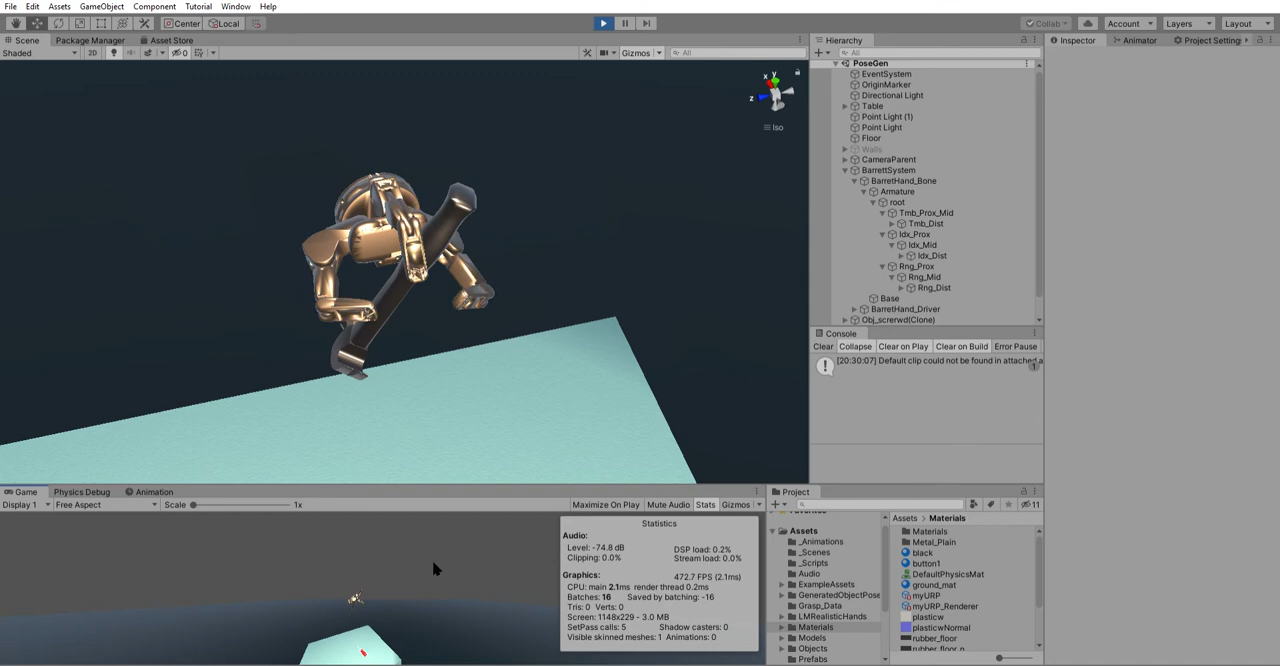 File Edit Assets GameObject Component Tutorial Window Help
Center Local Collab Account Layers Layout
Scene Package Manager Asset Store
Shaded 2D 0 Gizmos All
y
x
z
Iso
Hierarchy
All
PoseGen
EventSystem
OriginMarker
Directional Light
Table
Point Light (1)
Point Light
Floor
Walls
CameraParent
BarrettSystem
BarretHand_Bone
Armature
root
Tmb_Prox_Mid
Tmb_Dist
Idx_Prox
Idx_Mid
Idx_Dist
Rng_Prox
Rng_Mid
Rng_Dist
Base
BarretHand_Driver
Obj_screrwd(Clone)
Inspector Animator Project Setting
Console
Clear Collapse Clear on Play Clear on Build Error Pause
[20:30:07] Default clip could not be found in attached a
1
Game Physics Debug Animation
Display 1 Free Aspect Scale 1x Maximize On Play Mute Audio Stats Gizmos
Statistics
Audio:
Level: -74.8 dB DSP load: 0.2%
Clipping: 0.0% Stream load: 0.0%
Graphics: 472.7 FPS (2.1ms)
CPU: main 2.1ms render thread 0.2ms
Batches: 16 Saved by batching: -16
Tris: 0 Verts: 0
Screen: 1148x229 - 3.0 MB
SetPass calls: 5 Shadow casters: 0
Visible skinned meshes: 1 Animations: 0
Project
11
Assets
_Animations
_Scenes
_Scripts
Audio
ExampleAssets
GeneratedObjectPose
Grasp_Data
LMRealisticHands
Materials
Models
Objects
Prefabs
Assets > Materials
Materials
Metal_Plain
black
button1
DefaultPhysicsMat
ground_mat
myURP
myURP_Renderer
plasticw
plasticwNormal
rubber_floor